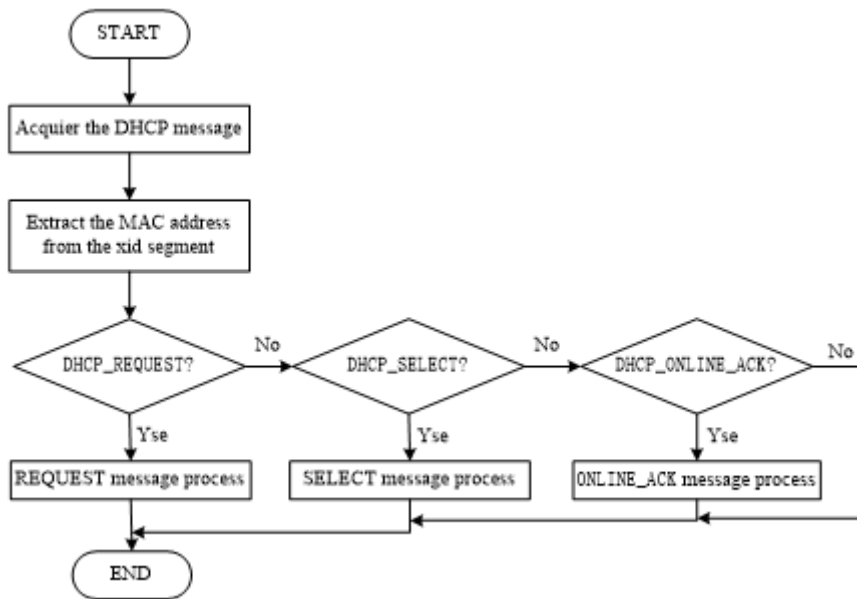 START
Acquier the DHCP message
Extract the MAC address
from the xid segment
DHCP_REQUEST?
No
DHCP_SELECT?
No
DHCP_ONLINE_ACK?
No
Yse
Yse
Yse
REQUEST message process
SELECT message process
ONLINE_ACK message process
END